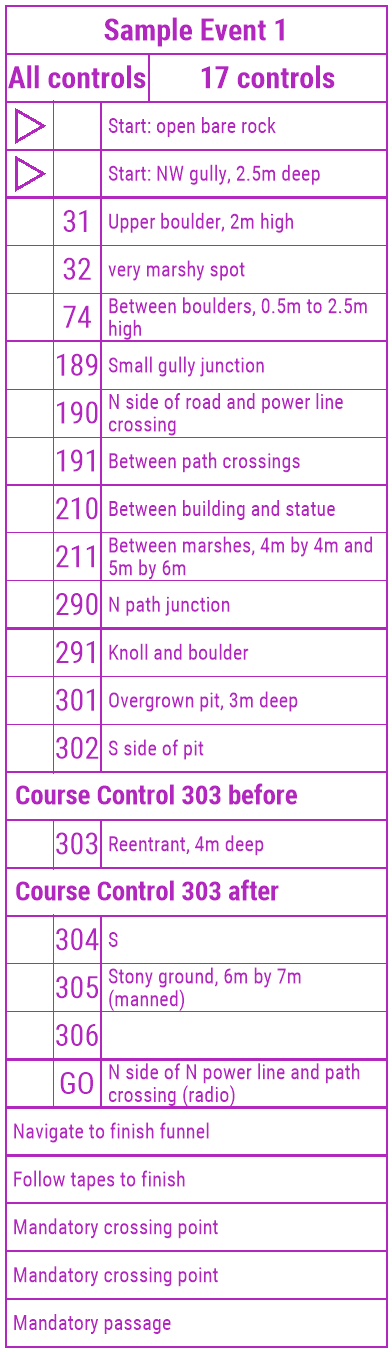 Sample Event 1
All controls 17 controls
Start: open bare rock
Start: NW gully, 2.5m deep
31 Upper boulder, 2m high
32 very marshy spot
74 Between boulders, 0.5m to 2.5m
high
189 Small gully junction
190 N side of road and power line
crossing
191 Between path crossings
210 Between building and statue
211 Between marshes, 4m by 4m and
5m by 6m
290 N path junction
291 Knoll and boulder
301 Overgrown pit, 3m deep
302 S side of pit
Course Control 303 before
303 Reentrant, 4m deep
Course Control 303 after
304 S
305 Stony ground, 6m by 7m
(manned)
306
GO N side of N power line and path
crossing (radio)
Navigate to finish funnel
Follow tapes to finish
Mandatory crossing point
Mandatory crossing point
Mandatory passage